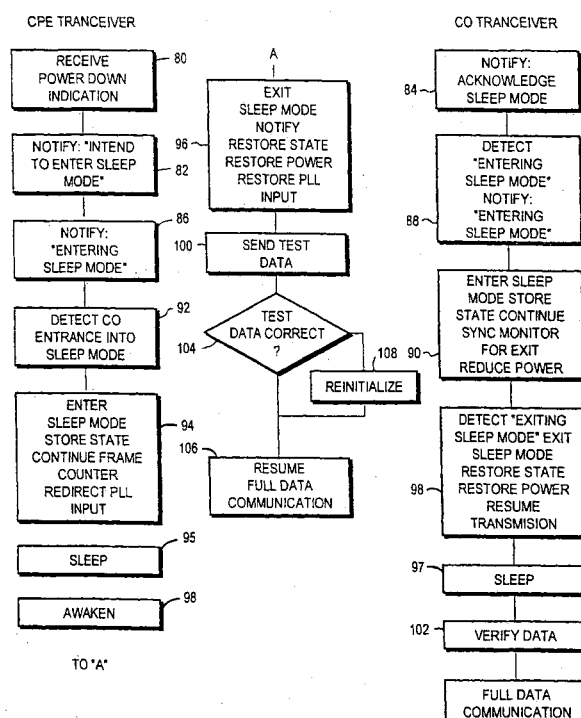 CPE TRANCEIVER
RECEIVE
POWER DOWN
INDICATION
80
NOTIFY: "INTEND
TO ENTER SLEEP
MODE"
82
NOTIFY:
"ENTERING
SLEEP MODE"
86
DETECT CO
ENTRANCE INTO
SLEEP MODE
92
ENTER
SLEEP MODE
STORE STATE
CONTINUE FRAME
COUNTER
REDIRECT PLL
INPUT
94
SLEEP
95
AWAKEN
98
TO "A"
A
EXIT
SLEEP MODE
NOTIFY
RESTORE STATE
RESTORE POWER
RESTORE PLL
INPUT
96
SEND TEST
DATA
100
TEST
DATA CORRECT
?
104
REINITIALIZE
108
RESUME
FULL DATA
COMMUNICATION
106
CO TRANCEIVER
NOTIFY:
ACKNOWLEDGE
SLEEP MODE
84
DETECT
"ENTERING
SLEEP MODE"
NOTIFY:
"ENTERING
SLEEP MODE"
88
ENTER SLEEP
MODE STORE
STATE CONTINUE
SYNC MONITOR
FOR EXIT
REDUCE POWER
90
DETECT "EXITING
SLEEP MODE" EXIT
SLEEP MODE
RESTORE STATE
RESTORE POWER
RESUME
TRANSMISION
98
SLEEP
97
VERIFY DATA
102
FULL DATA
COMMUNICATION